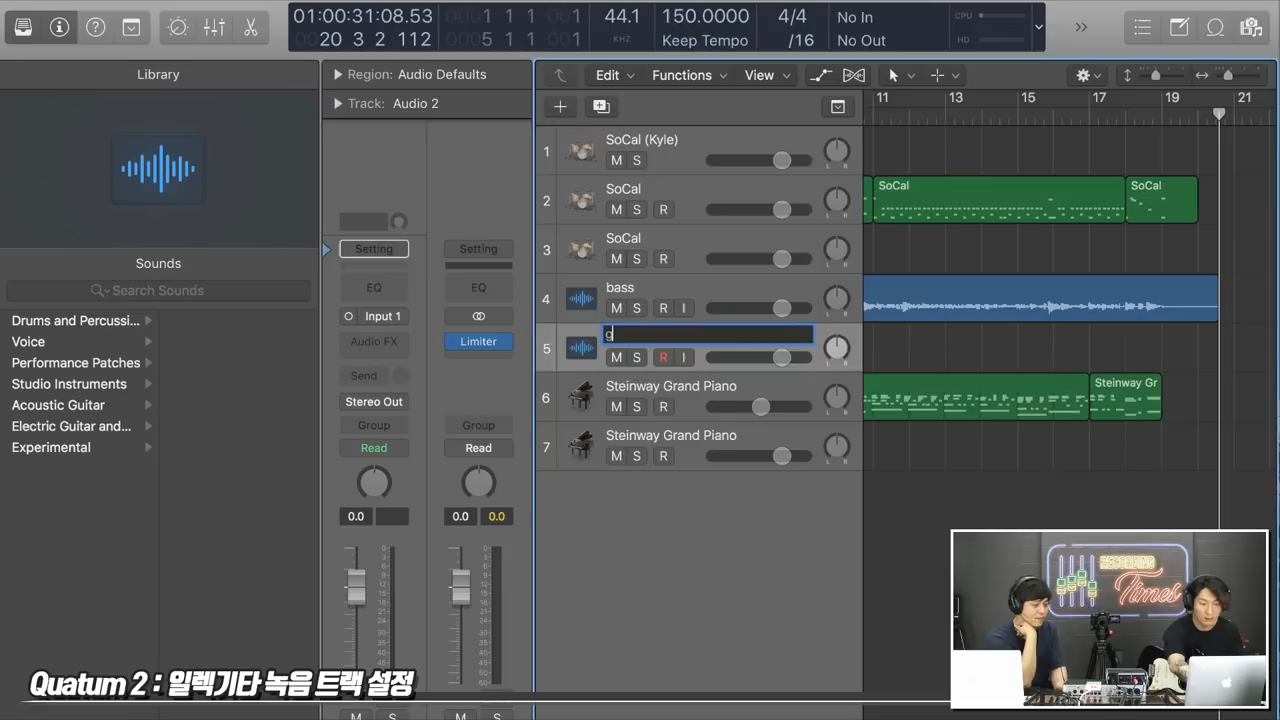 01:00:31:08.53
20 3 2 112
1 1 1 001
5 1 1 001
44.1
KHZ
150.0000
Keep Tempo
4/4
/16
No In
No Out
CPU
HD
Library
Region: Audio Defaults
Track: Audio 2
Edit
Functions
View
11
13
15
17
19
21
Sounds
Search Sounds
Drums and Percussi...
Voice
Performance Patches
Studio Instruments
Acoustic Guitar
Electric Guitar and...
Experimental
Setting
Setting
EQ
EQ
Input 1
Audio FX
Limiter
Send
Stereo Out
Group
Group
Read
Read
0.0
0.0
0.0
M S
M S
1
SoCal (Kyle)
M S
L R
2
SoCal
M S R
L R
SoCal
SoCal
3
SoCal
M S R
L R
4
bass
M S R I
L R
5
g
M S R I
L R
6
Steinway Grand Piano
M S R
L R
Steinway Gr
7
Steinway Grand Piano
M S R
L R
RECORDING
Times
Quatum 2 : 일렉기타 녹음 트랙 설정